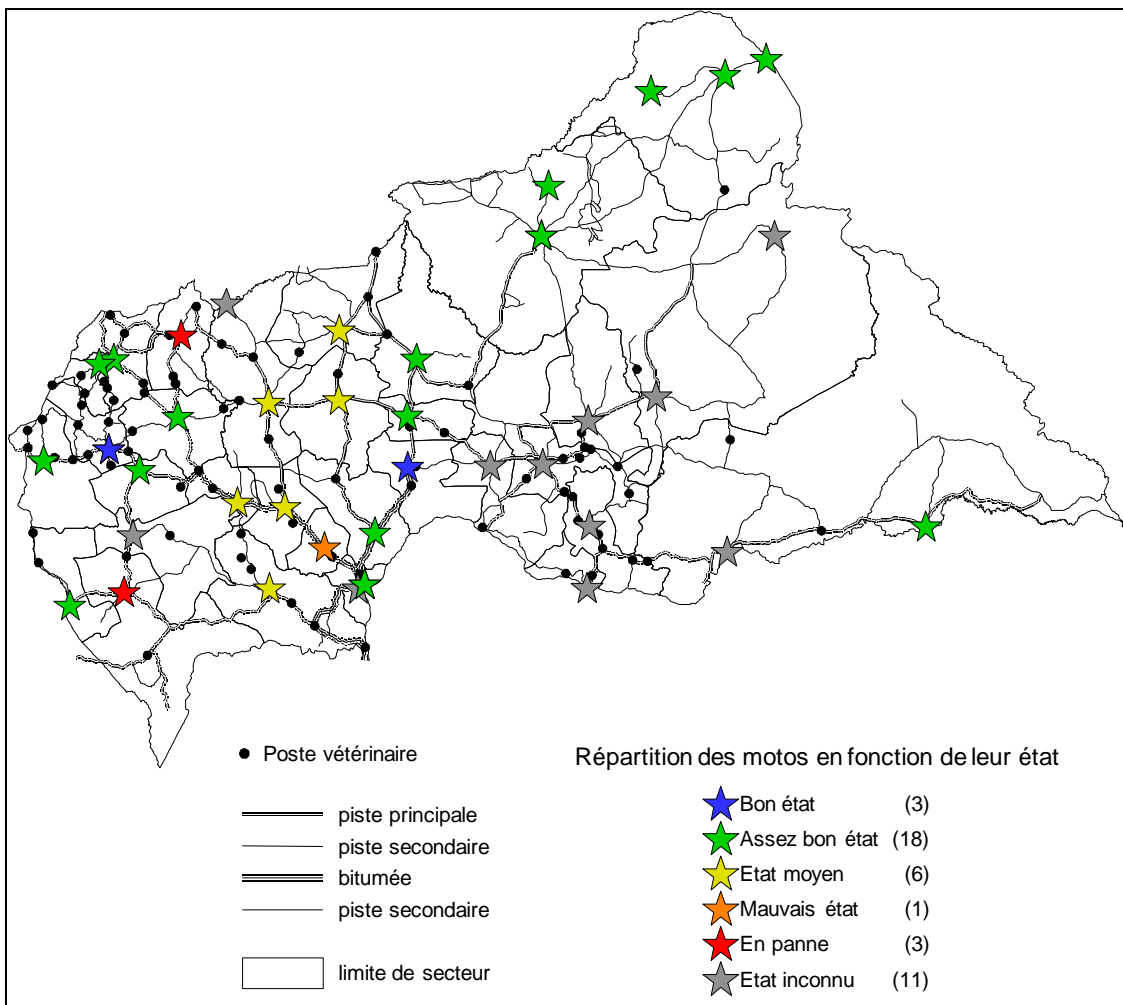 Poste vétérinaire
piste principale
piste secondaire
bitumée
piste secondaire
limite de secteur
Répartition des motos en fonction de leur état
Bon état (3)
Assez bon état (18)
Etat moyen (6)
Mauvais état (1)
En panne (3)
Etat inconnu (11)